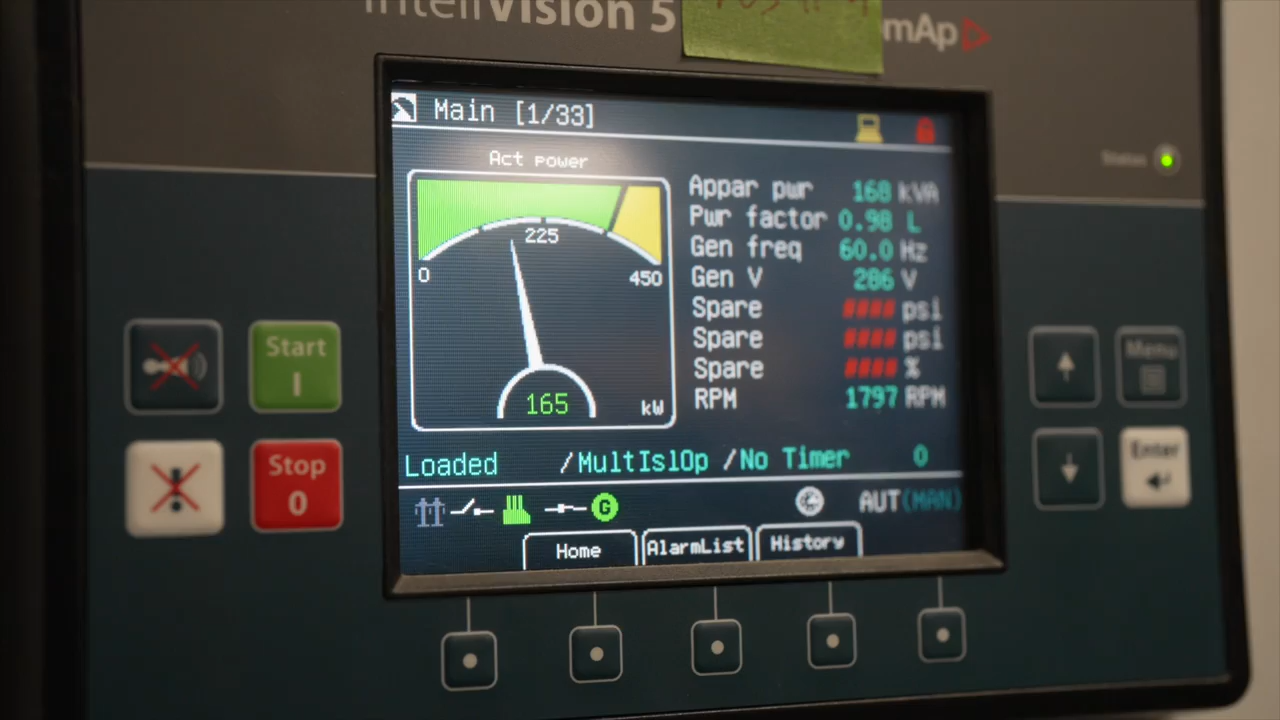 InteliVision 5
mAp
Main [1/33]
Status
Act power
225
0
450
165
kW
Appar pwr 168 kVA
Pwr factor 0.98 L
Gen freq 60.0 Hz
Gen V 286 V
Spare #### psi
Spare #### psi
Spare #### %
RPM 1797 RPM
Loaded /MultIslOp /No Timer 0
G
AUT(MAN)
Home AlarmList History
Start
I
Stop
0
Menu
Enter